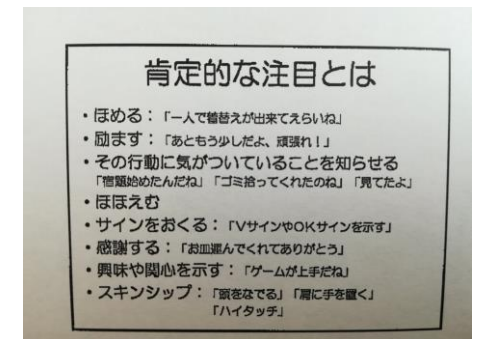 肯定的な注目とは
・ほめる：「一人で着替えが出来てえらいね」
・励ます：「あともう少しだよ、頑張れ！」
・その行動に気がついていることを知らせる
「宿題始めたんだね」「ゴミ拾ってくれたのね」「見てたよ」
・ほほえむ
・サインをおくる：「VサインやOKサインを示す」
・感謝する：「お皿運んでくれてありがとう」
・興味や関心を示す：「ゲームが上手だね」
・スキンシップ：「頭をなでる」「肩に手を置く」
「ハイタッチ」